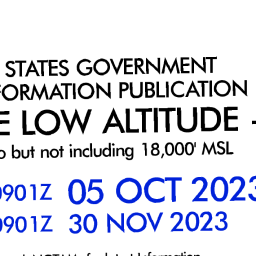 STATES GOVERNMENT
FORMATION PUBLICATION
E LOW ALTITUDE -
o but not including 18,000' MSL
0901Z 05 OCT 2023
0901Z 30 NOV 2023